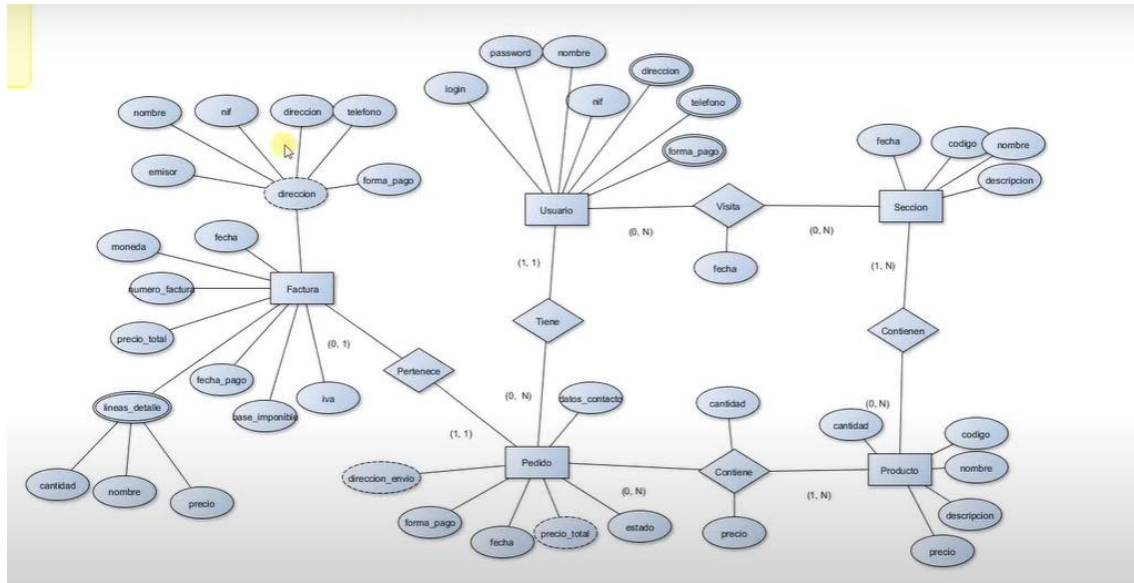 password
nombre
direccion
login
nif
telefono
forma_pago
nombre
nif
direccion
telefono
emisor
direccion
forma_pago
fecha
codigo
nombre
descripcion
Usuario
Visita
Seccion
(0, N)
(0, N)
fecha
moneda
fecha
numero_factura
Factura
precio_total
(1, 1)
(1, N)
Tiene
Contienen
(0, 1)
Pertenece
fecha_pago
iva
lineas_detalle
base_imponible
(0, N)
datos_contacto
cantidad
(0, N)
cantidad
codigo
(1, 1)
Pedido
direccion_envio
Contiene
Producto
nombre
cantidad
nombre
precio
(0, N)
(1, N)
descripcion
forma_pago
fecha
precio_total
estado
precio
precio